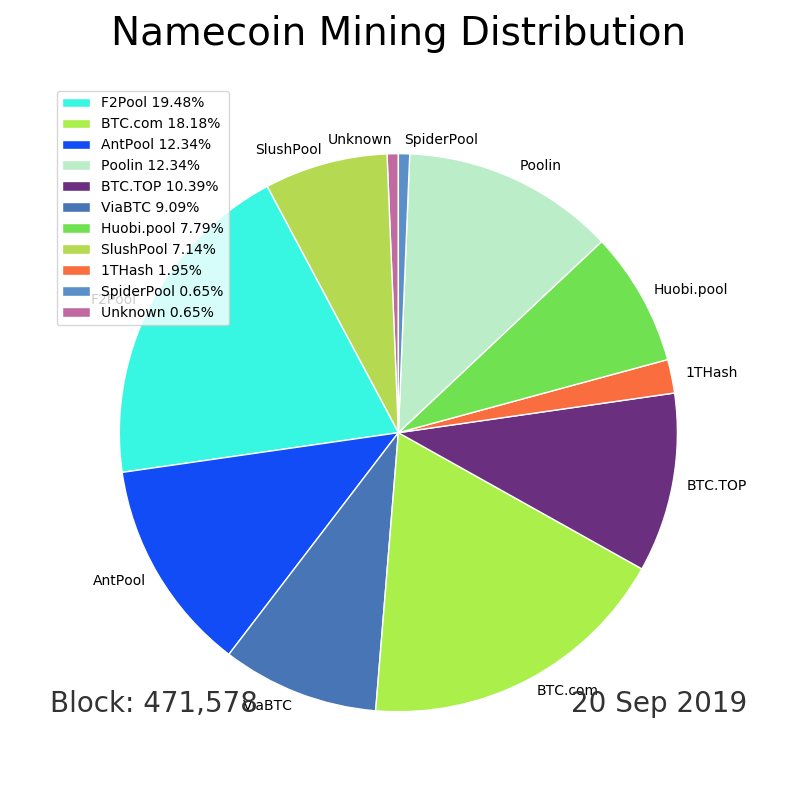 Namecoin Mining Distribution
F2Pool 19.48%
BTC.com 18.18%
AntPool 12.34%
Poolin 12.34%
BTC.TOP 10.39%
ViaBTC 9.09%
Huobi.pool 7.79%
SlushPool 7.14%
1THash 1.95%
SpiderPool 0.65%
Unknown 0.65%
SlushPool
Unknown
SpiderPool
Poolin
Huobi.pool
F2Pool
1THash
BTC.TOP
AntPool
BTC.com
ViaBTC
Block: 471,578
20 Sep 2019